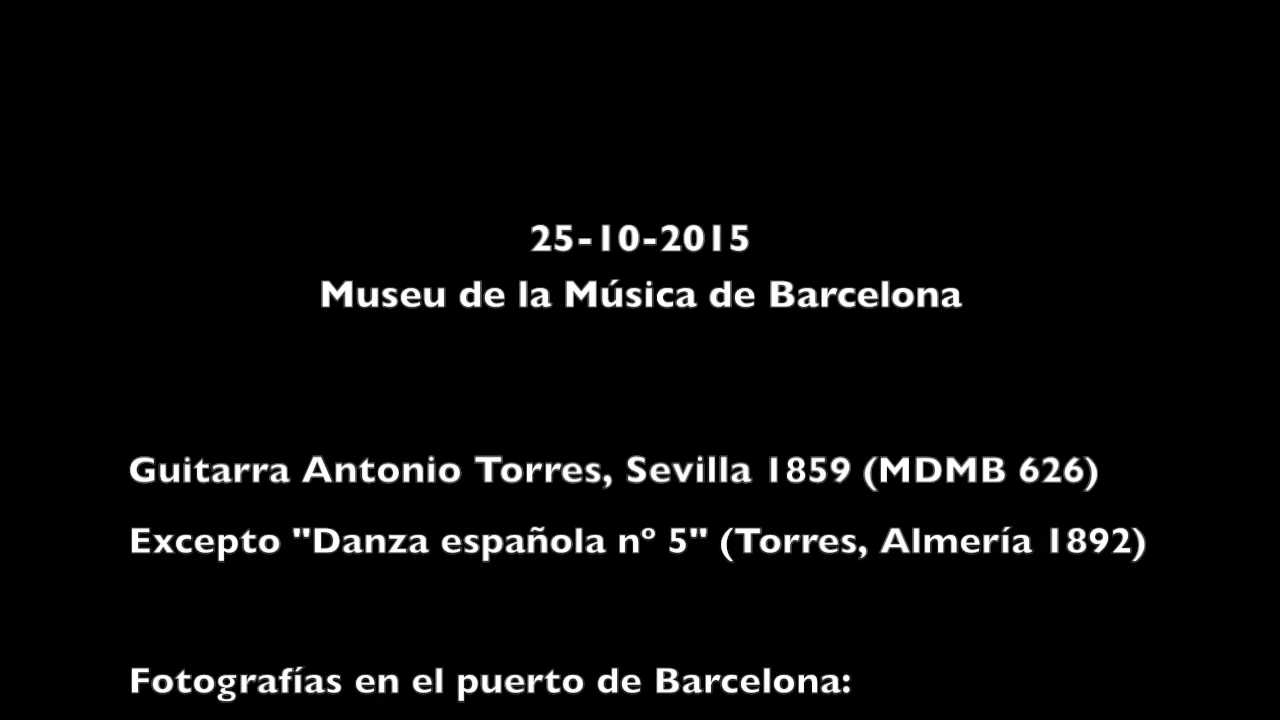 25-10-2015
Museu de la Música de Barcelona
Guitarra Antonio Torres, Sevilla 1859 (MDMB 626)
Excepto "Danza española nº 5" (Torres, Almería 1892)
Fotografías en el puerto de Barcelona: